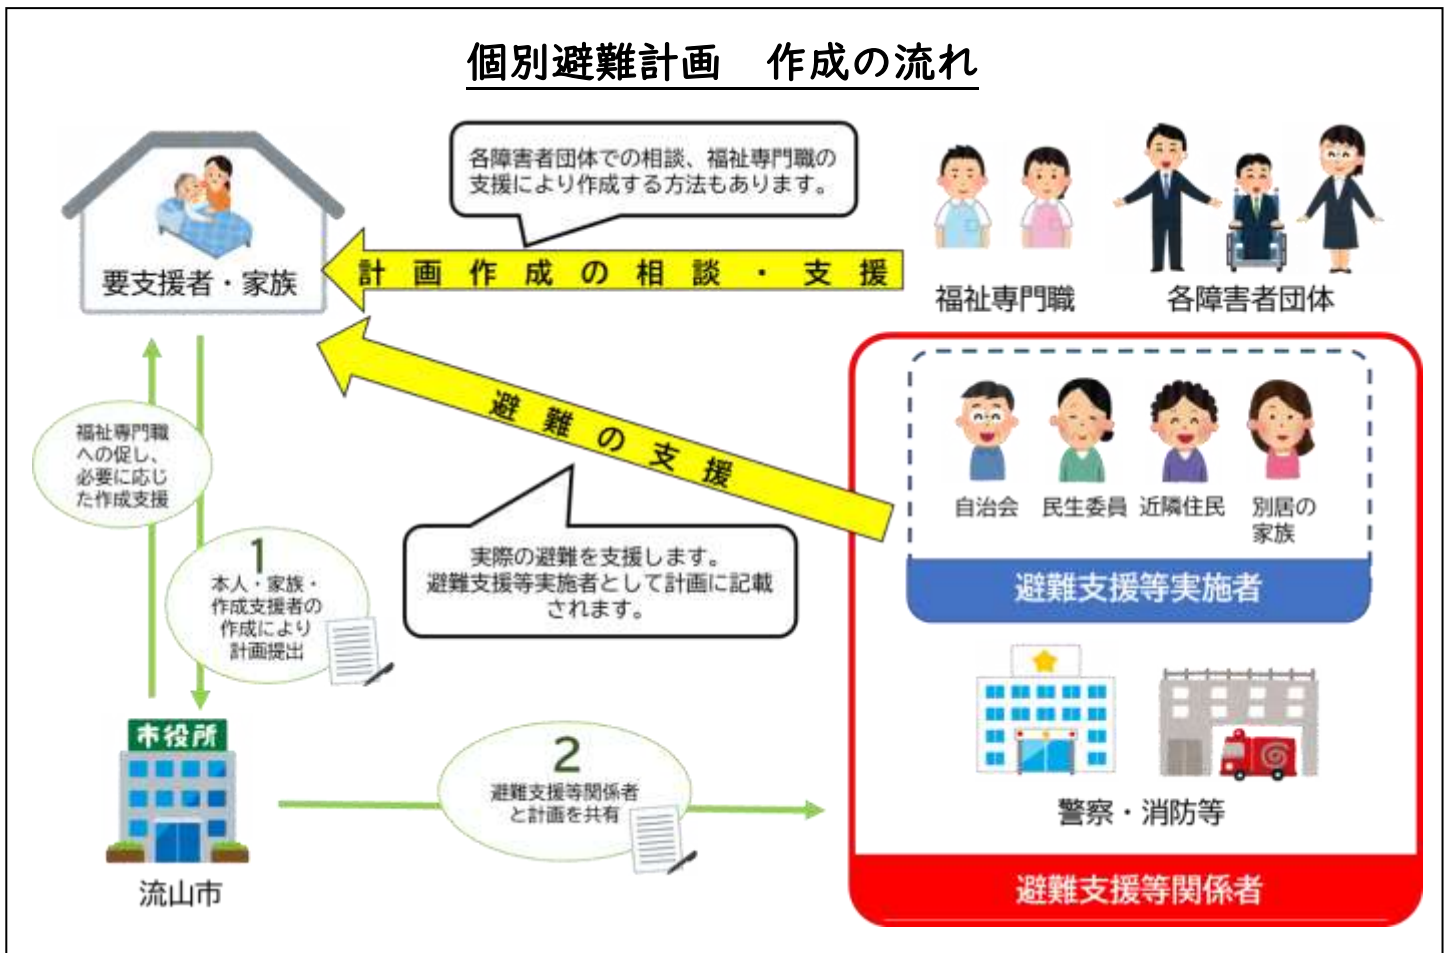 個別避難計画　作成の流れ
各障害者団体での相談、福祉専門職の
支援により作成する方法もあります。
要支援者・家族
計画作成の相談・支援
福祉専門職
各障害者団体
避難の支援
福祉専門職
への促し、
必要に応じ
た作成支援
1
本人・家族・
作成支援者の
作成により
計画提出
実際の避難を支援します。
避難支援等実施者として計画に記載
されます。
自治会
民生委員
近隣住民
別居の
家族
避難支援等実施者
市役所
流山市
2
避難支援等関係者
と計画を共有
警察・消防等
避難支援等関係者